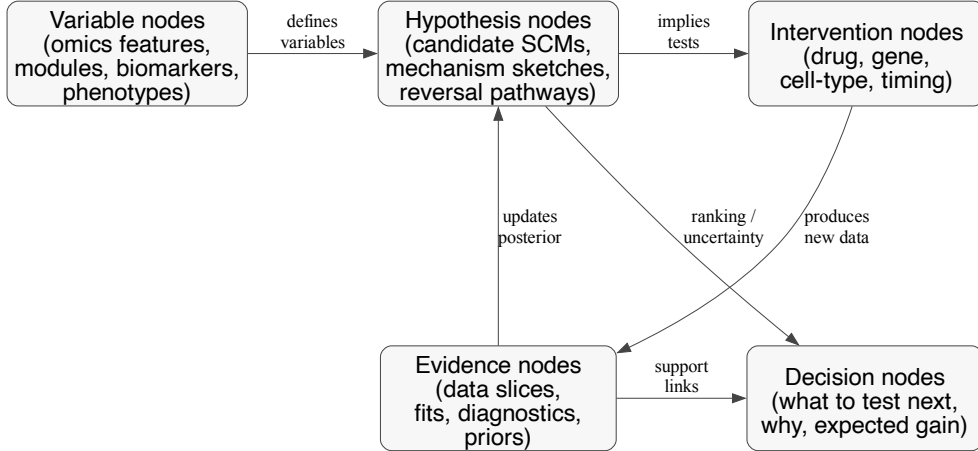 Variable nodes
(omics features,
modules, biomarkers,
phenotypes)
defines
variables
Hypothesis nodes
(candidate SCMs,
mechanism sketches,
reversal pathways)
implies
tests
Intervention nodes
(drug, gene,
cell-type, timing)
updates
posterior
ranking /
uncertainty
produces
new data
Evidence nodes
(data slices,
fits, diagnostics,
priors)
support
links
Decision nodes
(what to test next,
why, expected gain)